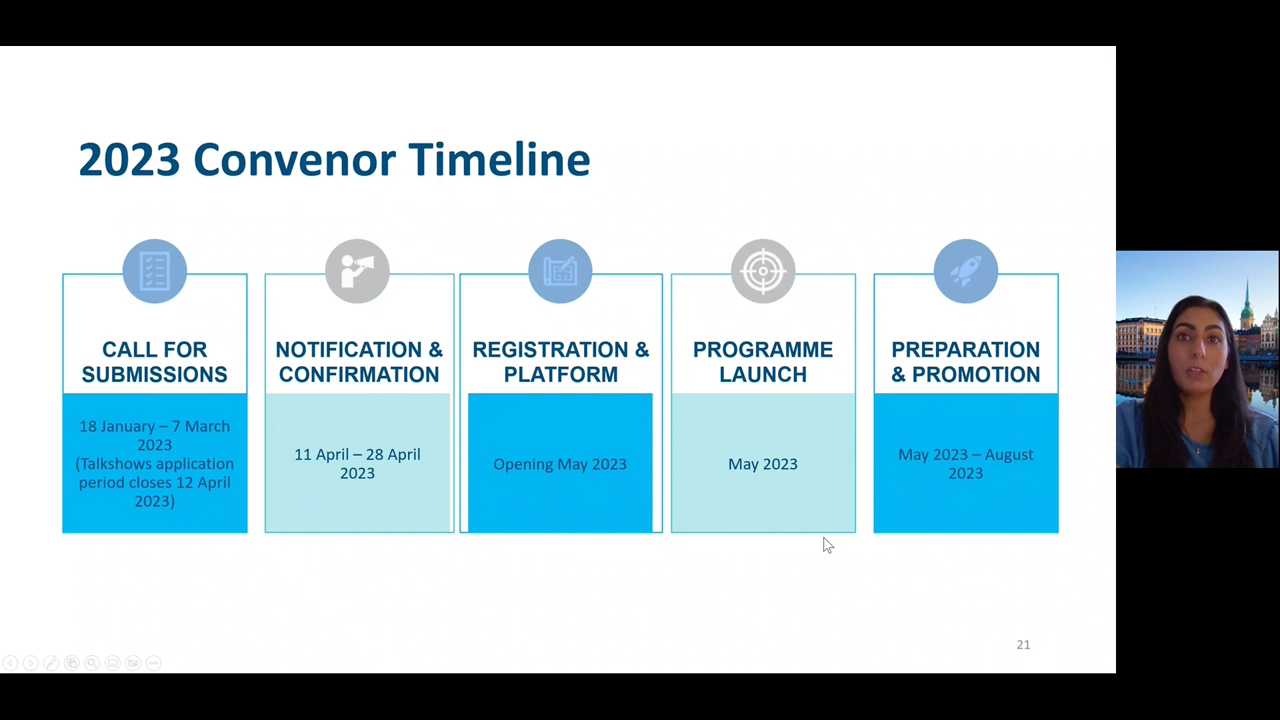 2023 Convenor Timeline
CALL FOR
SUBMISSIONS
18 January – 7 March
2023
(Talkshows application
period closes 12 April
2023)
NOTIFICATION &
CONFIRMATION
11 April – 28 April
2023
REGISTRATION &
PLATFORM
Opening May 2023
PROGRAMME
LAUNCH
May 2023
PREPARATION
& PROMOTION
May 2023 – August
2023
21